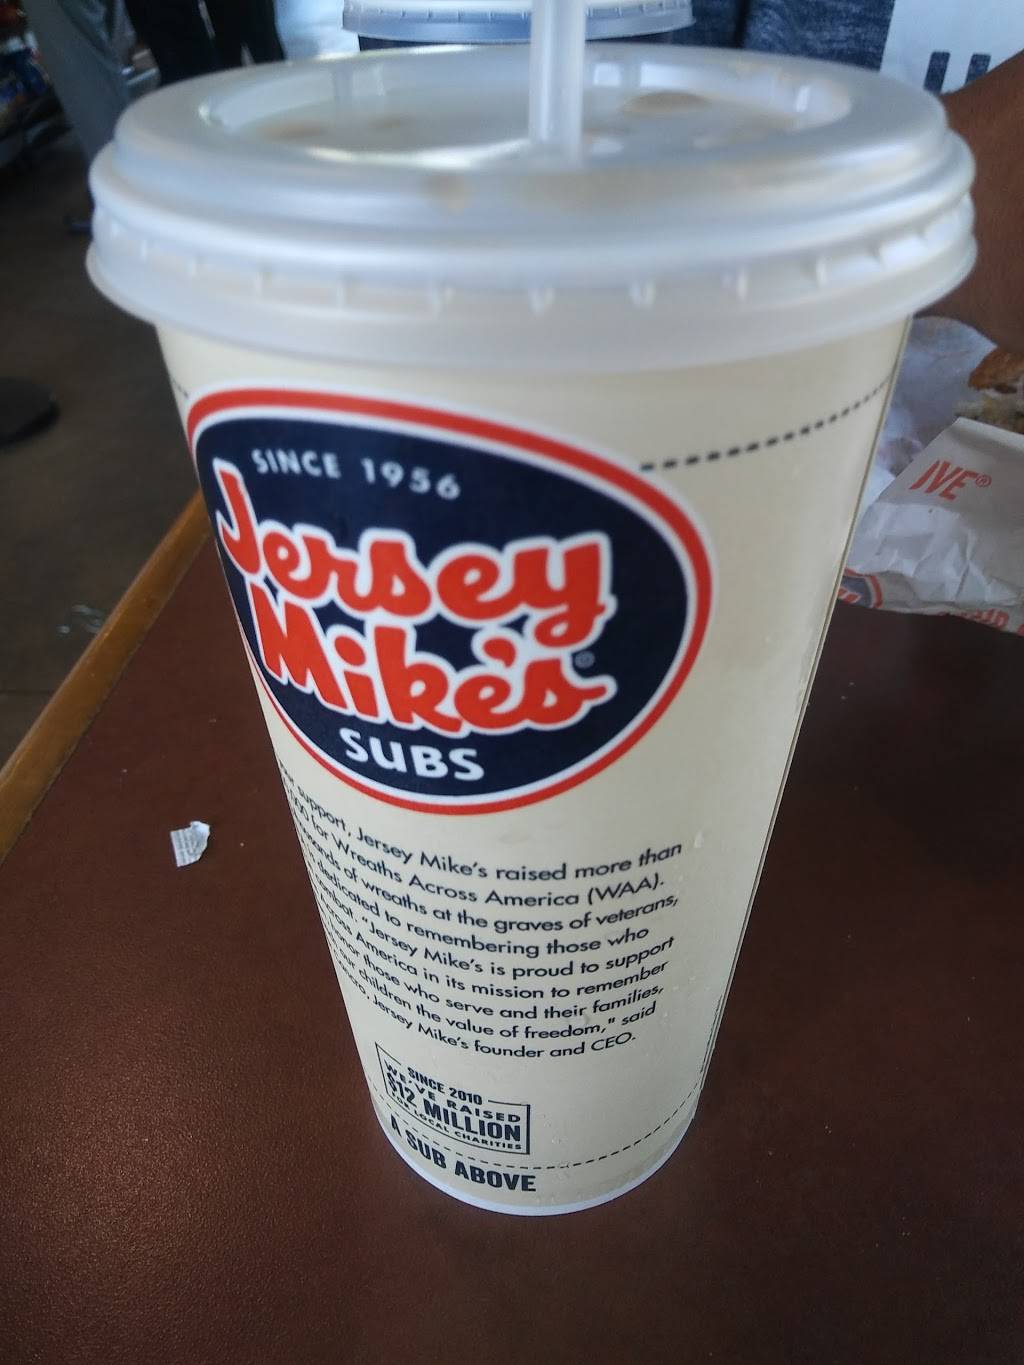 SINCE 1956
Jersey
Mike's®
SUBS
support, Jersey Mike's raised more than
for Wreaths Across America (WAA).
of wreaths at the graves of veterans,
dedicated to remembering those who
combat. "Jersey Mike's is proud to support
America in its mission to remember
honor those who serve and their families,
our children the value of freedom," said
Jersey Mike's founder and CEO.
SINCE 2010
WE'VE RAISED
$12 MILLION
FOR LOCAL CHARITIES
A SUB ABOVE
IVE®